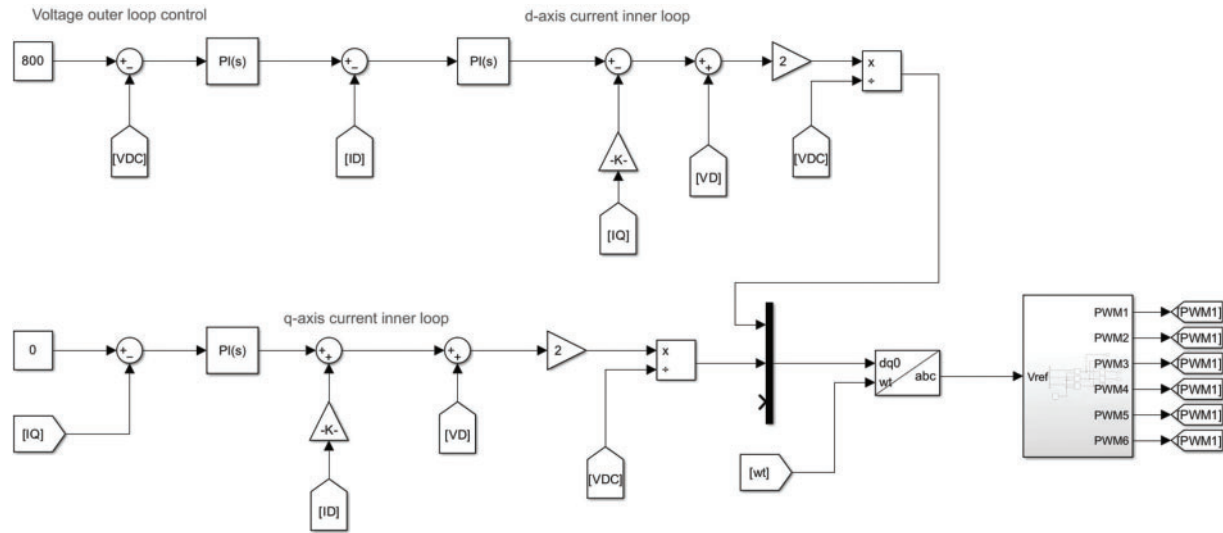 Voltage outer loop control
d-axis current inner loop
800
+
−
PI(s)
+
−
PI(s)
+
−
+
+
2
x
÷
[VDC]
[ID]
-K-
[VD]
[VDC]
[IQ]
q-axis current inner loop
0
+
−
PI(s)
+
+
+
+
2
x
÷
dq0
wt
abc
Vref
PWM1
[PWM1]
PWM2
[PWM1]
PWM3
[PWM1]
PWM4
[PWM1]
PWM5
[PWM1]
PWM6
[PWM1]
[IQ]
-K-
[VD]
[VDC]
[wt]
[ID]